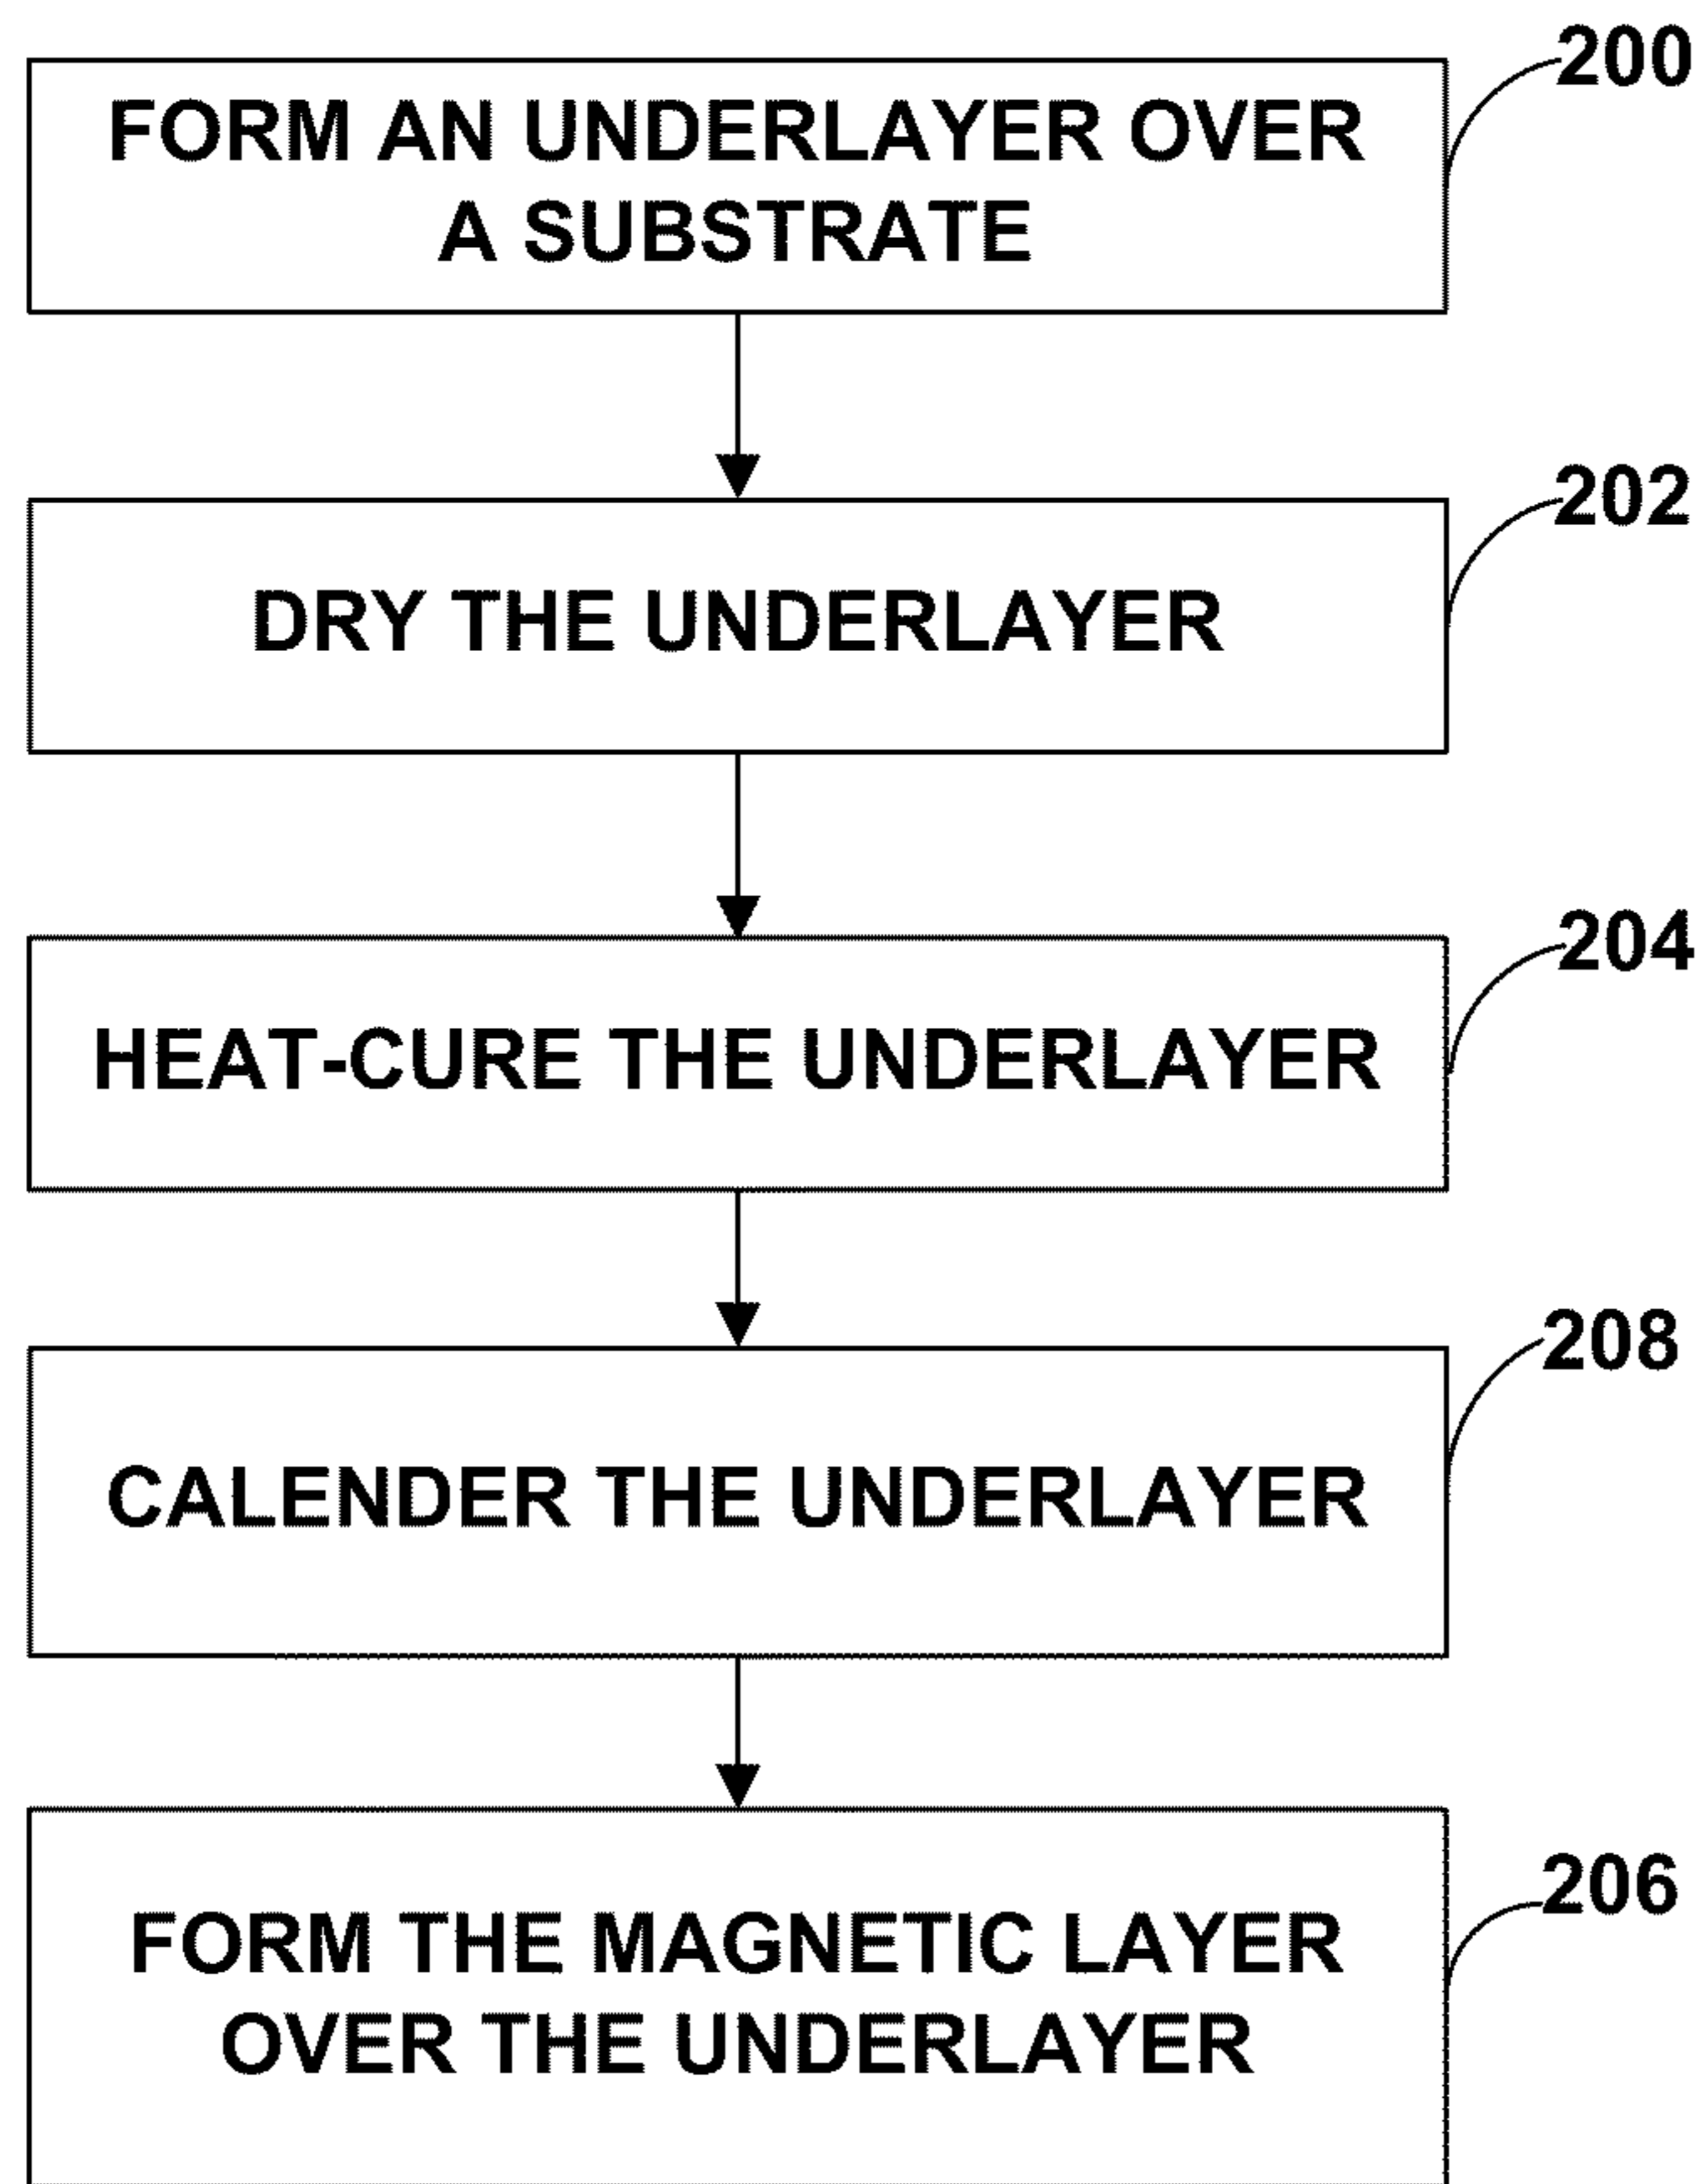 200
FORM AN UNDERLAYER OVER
A SUBSTRATE
202
DRY THE UNDERLAYER
204
HEAT-CURE THE UNDERLAYER
208
CALENDER THE UNDERLAYER
206
FORM THE MAGNETIC LAYER
OVER THE UNDERLAYER